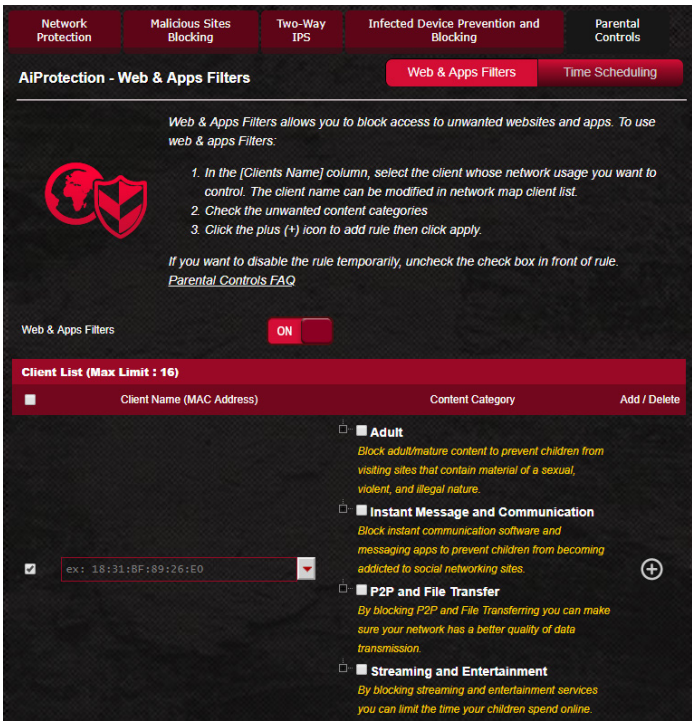 Network
Protection
Malicious Sites
Blocking
Two-Way
IPS
Infected Device Prevention and
Blocking
Parental
Controls
AiProtection - Web & Apps Filters
Web & Apps Filters
Time Scheduling
Web & Apps Filters allows you to block access to unwanted websites and apps. To use
web & apps Filters:
1. In the [Clients Name] column, select the client whose network usage you want to
control. The client name can be modified in network map client list.
2. Check the unwanted content categories
3. Click the plus (+) icon to add rule then click apply.
If you want to disable the rule temporarily, uncheck the check box in front of rule.
Parental Controls FAQ
Web & Apps Filters
ON
Client List (Max Limit : 16)
Client Name (MAC Address)
Content Category
Add / Delete
Adult
Block adult/mature content to prevent children from
visiting sites that contain material of a sexual,
violent, and illegal nature.
Instant Message and Communication
Block instant communication software and
messaging apps to prevent children from becoming
addicted to social networking sites.
ex: 18:31:BF:89:26:E0
P2P and File Transfer
By blocking P2P and File Transferring you can make
sure your network has a better quality of data
transmission.
Streaming and Entertainment
By blocking streaming and entertainment services
you can limit the time your children spend online.